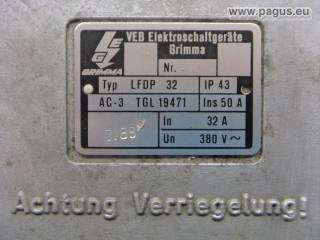 www.pagus.eu
EGS
GRIMMA
VEB Elektroschaltgeräte
Grimma
Nr.
Typ LFDP 32 IP 43
AC-3 TGL 19471 Ins 50 A
In 32 A
Un 380 V ~
Achtung Verriegelung!